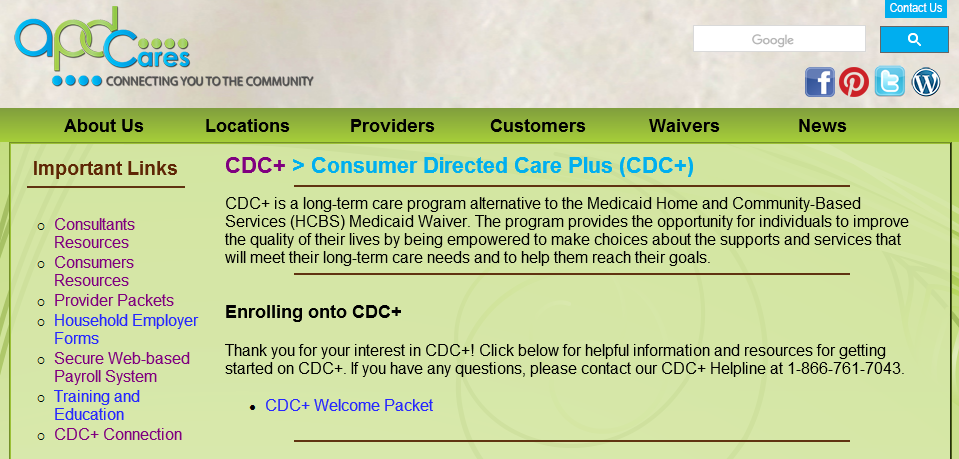 Contact Us
apd
Cares
CONNECTING YOU TO THE COMMUNITY
Google
About Us Locations Providers Customers Waivers News
Important Links
Consultants
Resources
Consumers
Resources
Provider Packets
Household Employer
Forms
Secure Web-based
Payroll System
Training and
Education
CDC+ Connection
CDC+ > Consumer Directed Care Plus (CDC+)
CDC+ is a long-term care program alternative to the Medicaid Home and Community-Based
Services (HCBS) Medicaid Waiver. The program provides the opportunity for individuals to improve
the quality of their lives by being empowered to make choices about the supports and services that
will meet their long-term care needs and to help them reach their goals.
Enrolling onto CDC+
Thank you for your interest in CDC+! Click below for helpful information and resources for getting
started on CDC+. If you have any questions, please contact our CDC+ Helpline at 1-866-761-7043.
CDC+ Welcome Packet